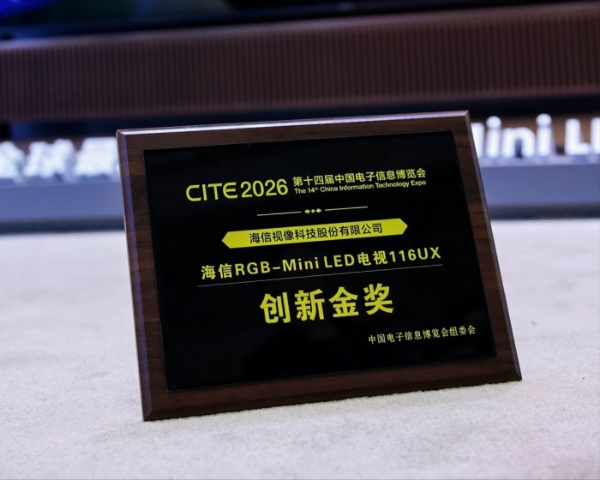 CITE2026 第十四届中国电子信息博览会
The 14th China Information Technology Expo
海信视像科技股份有限公司
海信RGB-Mini LED电视116UX
创新金奖
中国电子信息博览会组委会
Mini L